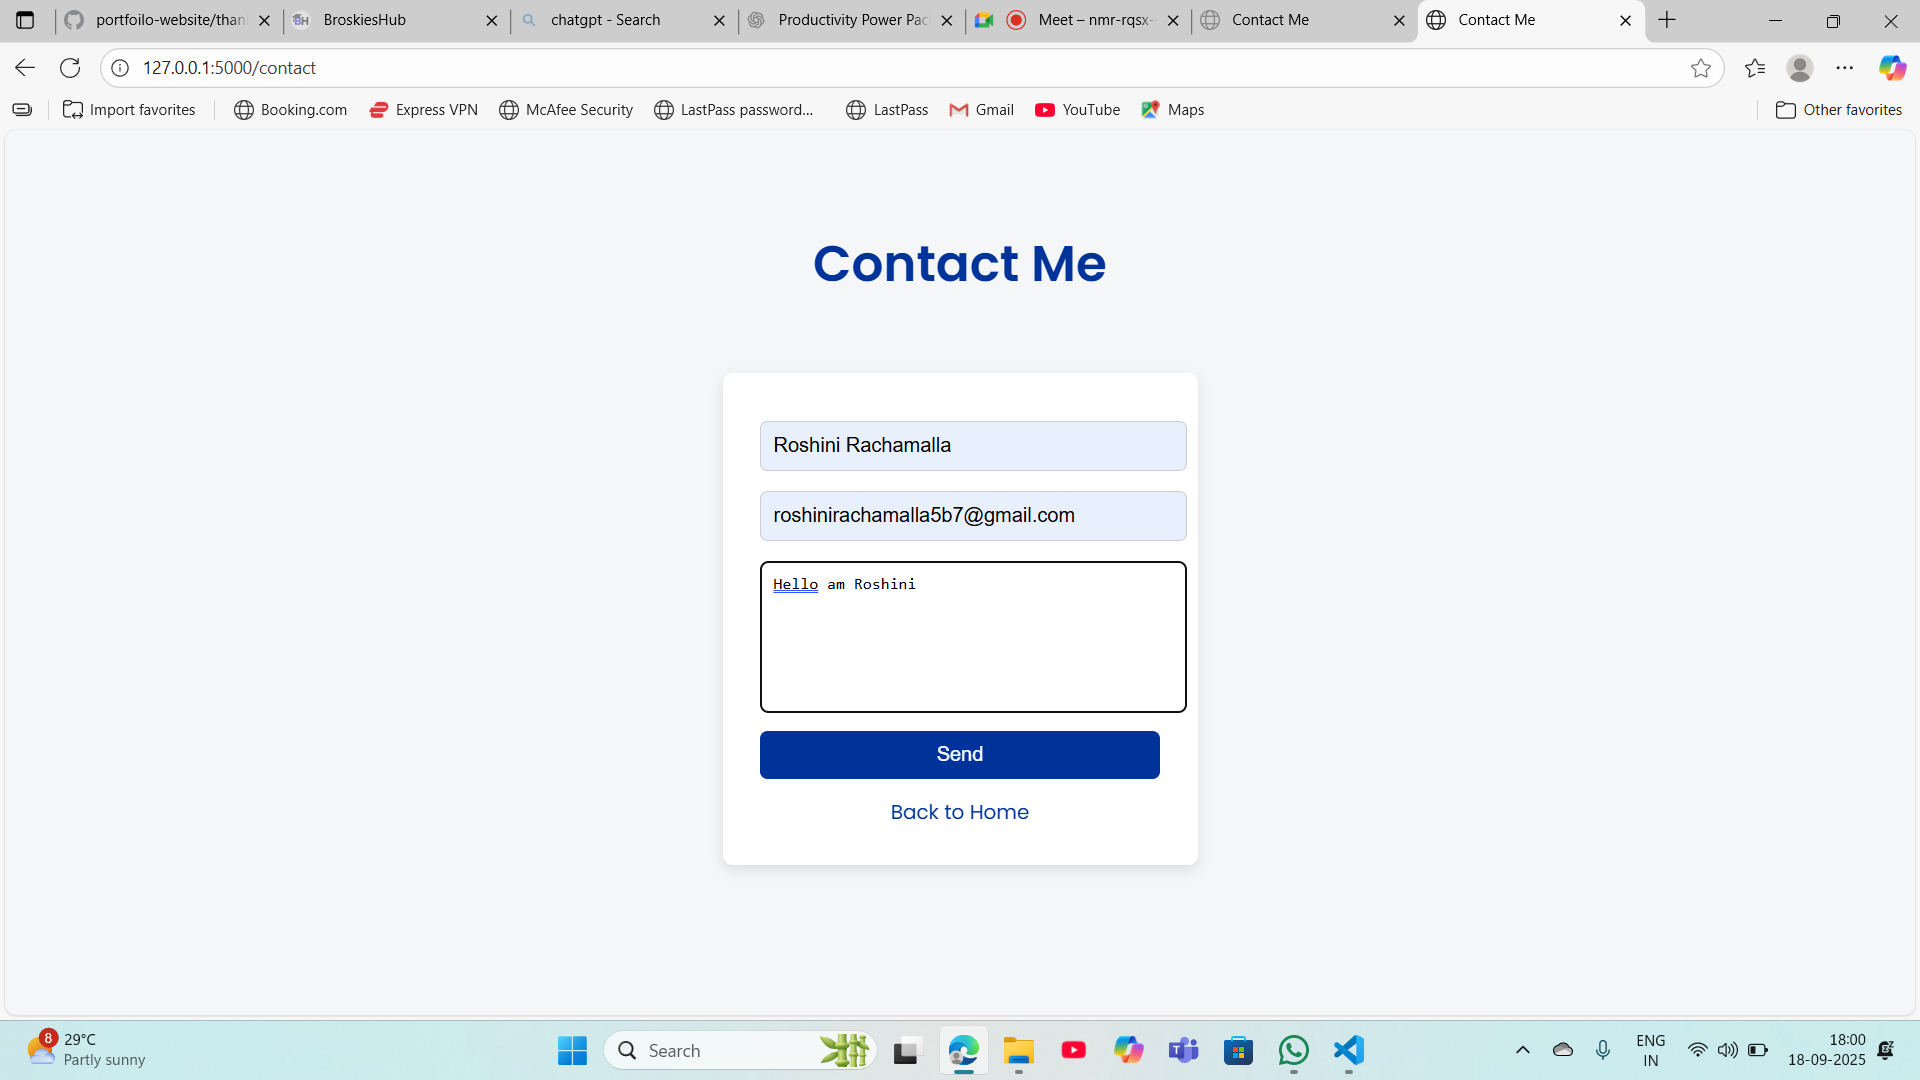 portfoilo-website/than
BroskiesHub
chatgpt - Search
Productivity Power Pac
Meet – nmr-rqsx-
Contact Me
Contact Me
127.0.0.1:5000/contact
Import favorites
Booking.com
Express VPN
McAfee Security
LastPass password...
LastPass
Gmail
YouTube
Maps
Other favorites
Contact Me
Roshini Rachamalla
roshinirachamalla5b7@gmail.com
Hello am Roshini
Send
Back to Home
8
29°C
Partly sunny
Search
ENG
IN
18:00
18-09-2025